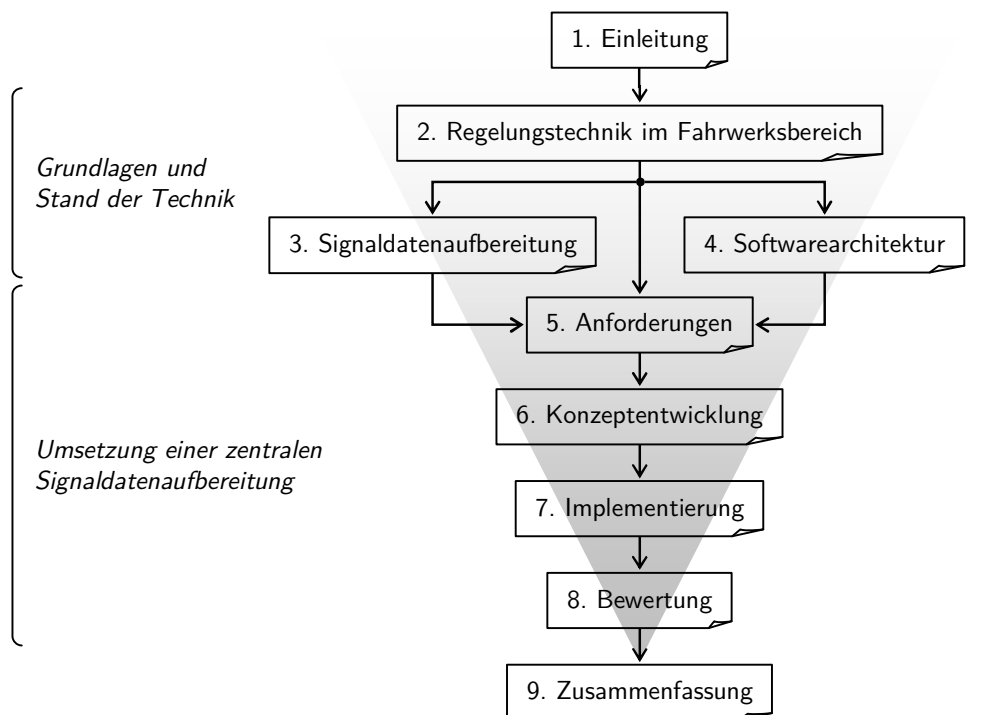 1. Einleitung
2. Regelungstechnik im Fahrwerksbereich
Grundlagen und
Stand der Technik
3. Signaldatenaufbereitung
4. Softwarearchitektur
5. Anforderungen
6. Konzeptentwicklung
Umsetzung einer zentralen
Signaldatenaufbereitung
7. Implementierung
8. Bewertung
9. Zusammenfassung